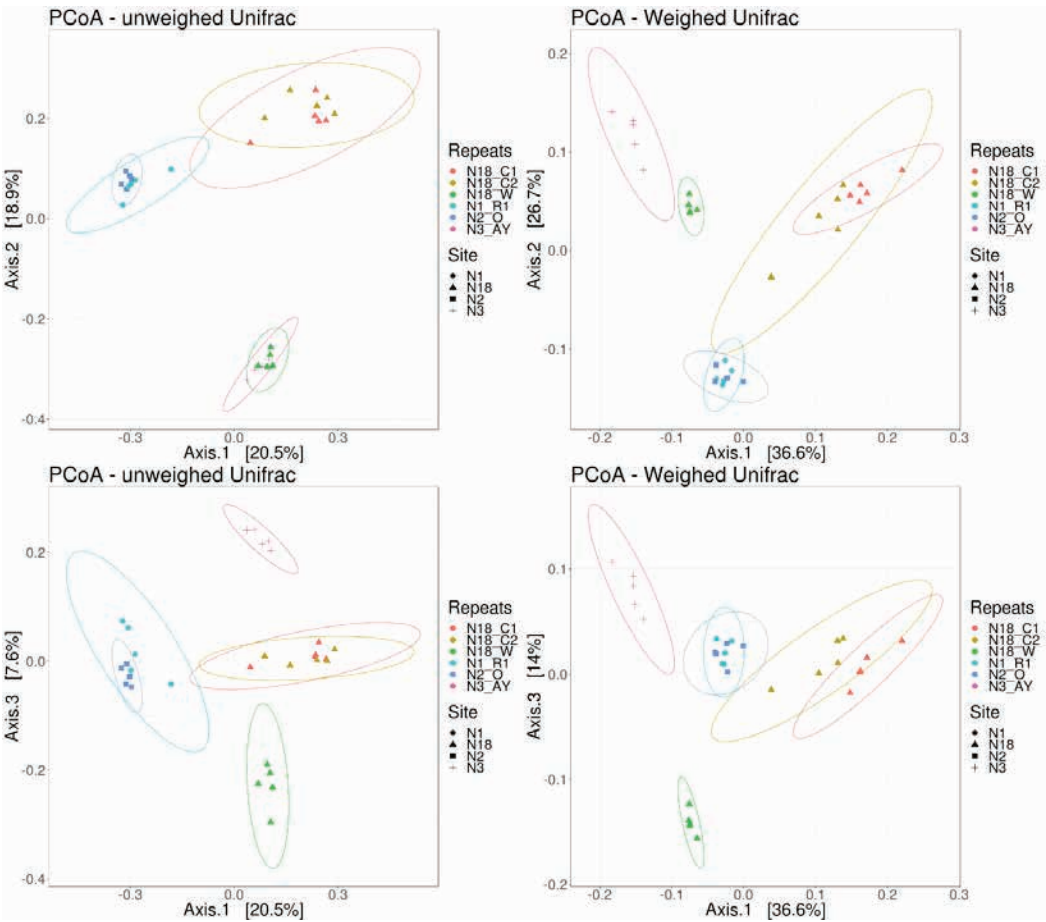 PCoA - unweighed Unifrac
0.2
0.0
-0.2
-0.4
-0.3
0.0
0.3
Axis.2 [18.9%]
Axis.1 [20.5%]
Repeats
N18_C1
N18_C2
N18_W
N1_R1
N2_O
N3_AY
Site
N1
N18
N2
N3
PCoA - Weighed Unifrac
0.2
0.1
0.0
-0.1
-0.2
-0.1
0.0
0.1
0.2
0.3
Axis.2 [26.7%]
Axis.1 [36.6%]
Repeats
N18_C1
N18_C2
N18_W
N1_R1
N2_O
N3_AY
Site
N1
N18
N2
N3
PCoA - unweighed Unifrac
0.2
0.0
-0.2
-0.4
-0.3
0.0
0.3
Axis.3 [7.6%]
Axis.1 [20.5%]
Repeats
N18_C1
N18_C2
N18_W
N1_R1
N2_O
N3_AY
Site
N1
N18
N2
N3
PCoA - Weighed Unifrac
0.1
0.0
-0.1
-0.2
-0.2
-0.1
0.0
0.1
0.2
0.3
Axis.3 [14%]
Axis.1 [36.6%]
Repeats
N18_C1
N18_C2
N18_W
N1_R1
N2_O
N3_AY
Site
N1
N18
N2
N3